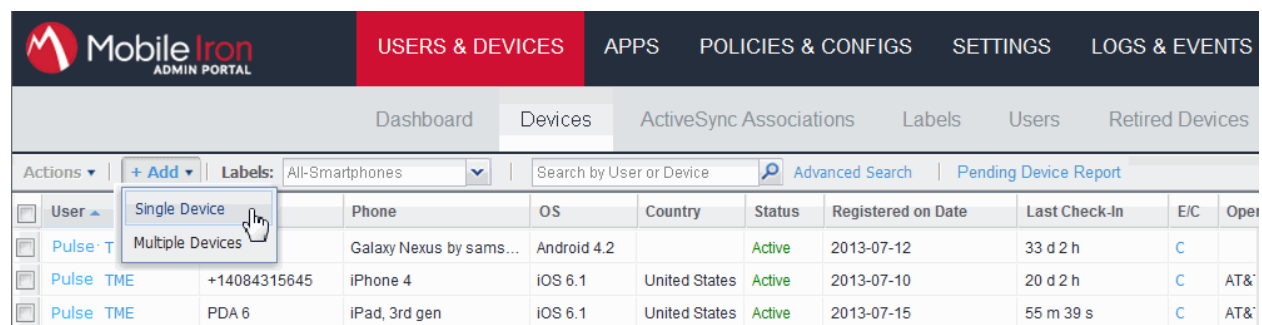 MobileIron USERS & DEVICES APPS POLICIES & CONFIGS SETTINGS LOGS & EVENTS
ADMIN PORTAL
Dashboard Devices ActiveSync Associations Labels Users Retired Devices
Actions + Add Labels: All-Smartphones Search by User or Device Advanced Search Pending Device Report
User Phone OS Country Status Registered on Date Last Check-In E/C Oper
Single Device
Multiple Devices
Pulse T Galaxy Nexus by sams... Android 4.2 Active 2013-07-12 33 d 2 h C
Pulse TME +14084315645 iPhone 4 iOS 6.1 United States Active 2013-07-10 20 d 2 h C AT&T
Pulse TME PDA 6 iPad, 3rd gen iOS 6.1 United States Active 2013-07-15 55 m 39 s C AT&T